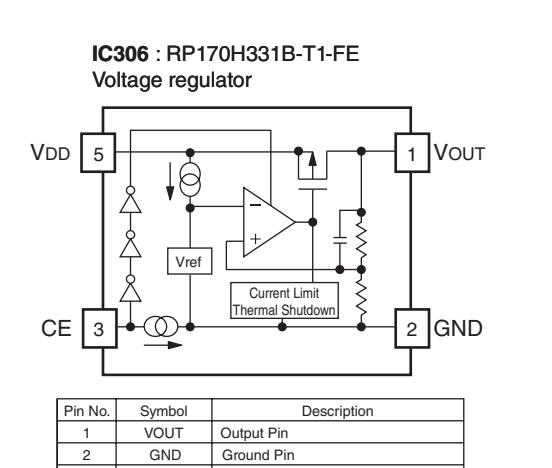 IC306 : RP170H331B-T1-FE
Voltage regulator
VDD 5 1 VOUT
Vref
Current Limit
Thermal Shutdown
CE 3 2 GND
Pin No. Symbol Description
1 VOUT Output Pin
2 GND Ground Pin